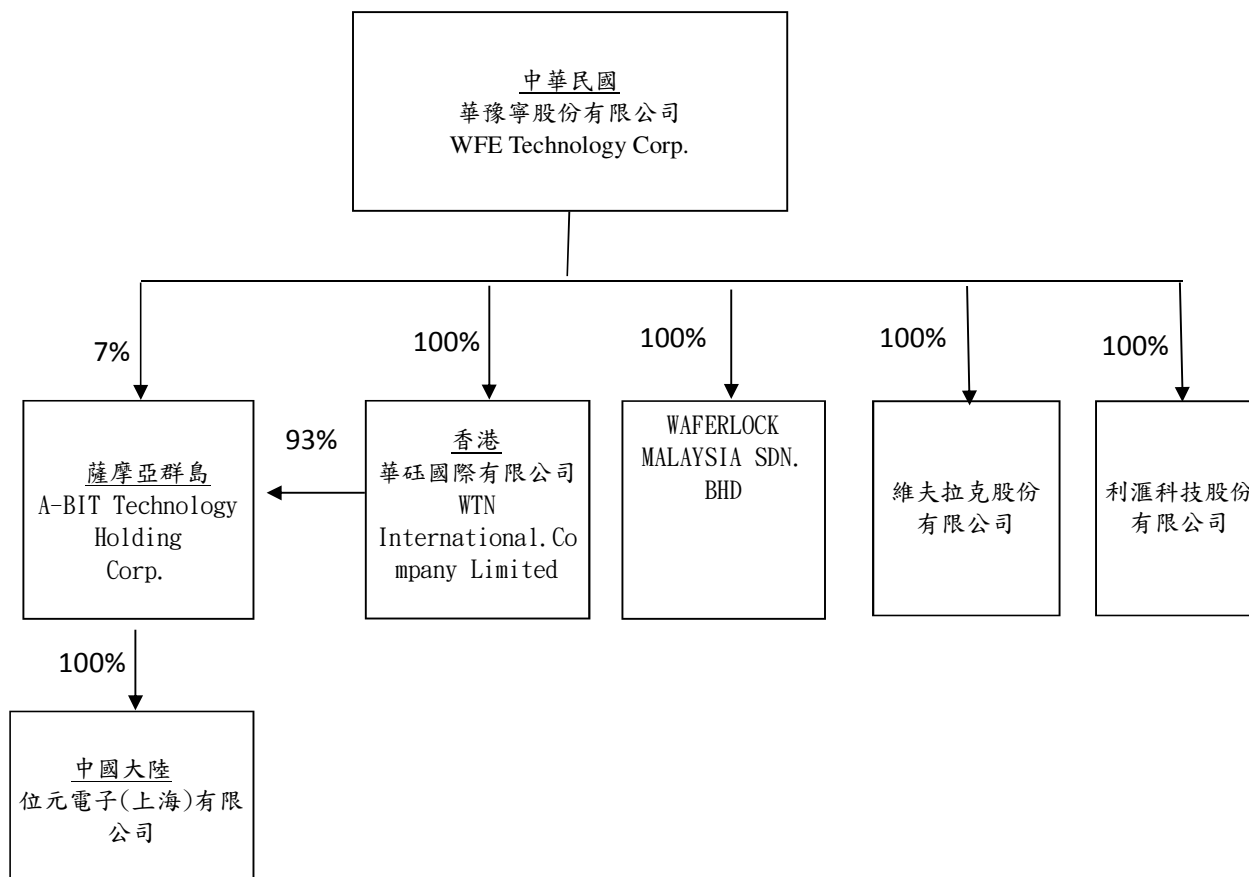 中華民國
華豫寧股份有限公司
WFE Technology Corp.
7%
100%
100%
100%
100%
薩摩亞群島
A-BIT Technology
Holding
Corp.
93%
香港
華砡國際有限公司
WTN
International.Co
mpany Limited
WAFERLOCK
MALAYSIA SDN.
BHD
維夫拉克股份
有限公司
利滙科技股份
有限公司
100%
中國大陸
位元電子(上海)有限
公司